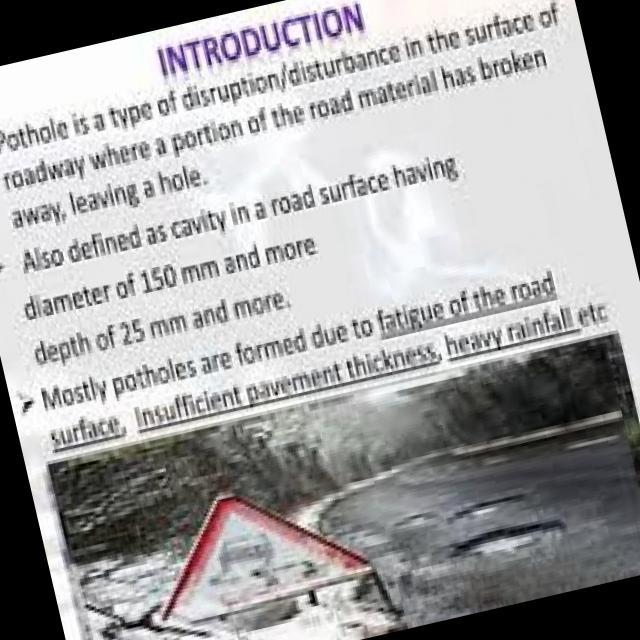 INTRODUCTION
Pothole is a type of disruption/disturbance in the surface of
roadway where a portion of the road material has broken
away, leaving a hole.
Also defined as cavity in a road surface having
diameter of 150 mm and more
depth of 25 mm and more.
Mostly potholes are formed due to fatigue of the road
surface, Insufficient pavement thickness, heavy rainfall etc